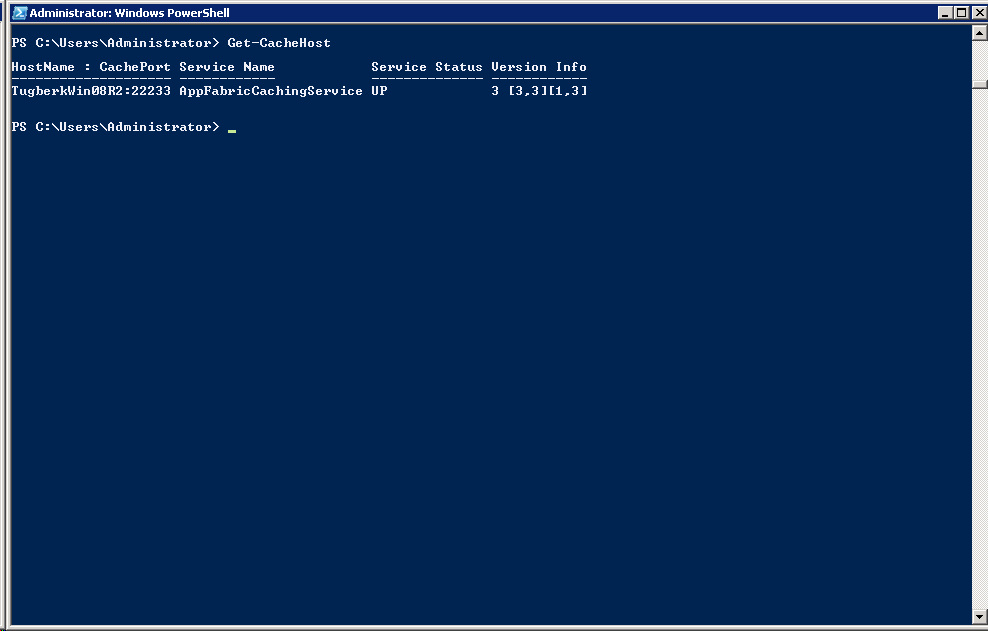 Administrator: Windows PowerShell
PS C:\Users\Administrator> Get-CacheHost
HostName : CachePort Service Name            Service Status Version Info
-------------------- ------------            -------------- ------------
TugberkWin08R2:22233 AppFabricCachingService UP             3 [3,3][1,3]
PS C:\Users\Administrator> _